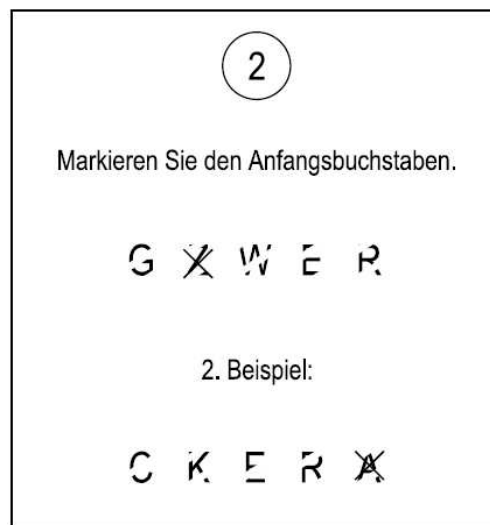 2
Markieren Sie den Anfangsbuchstaben.
G Z W E R
2. Beispiel:
C K E R A